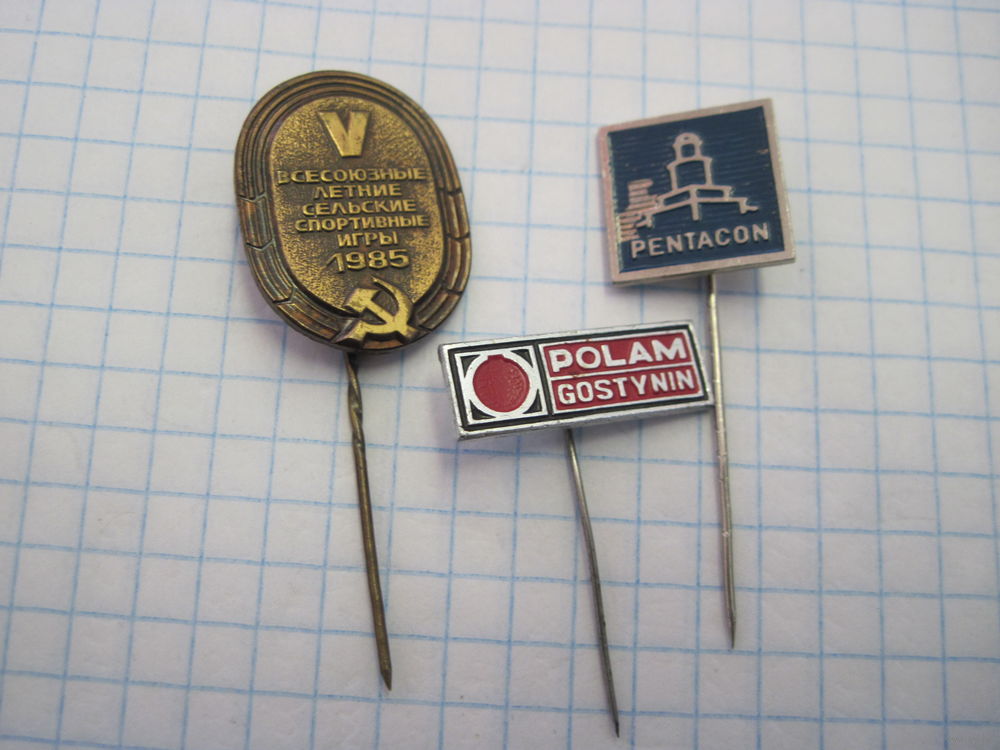 V
ВСЕСОЮЗНЫЕ
ЛЕТНИЕ
СЕЛЬСКИЕ
СПОРТИВНЫЕ
ИГРЫ
1985
PENTACON
POLAM
GOSTYNIN